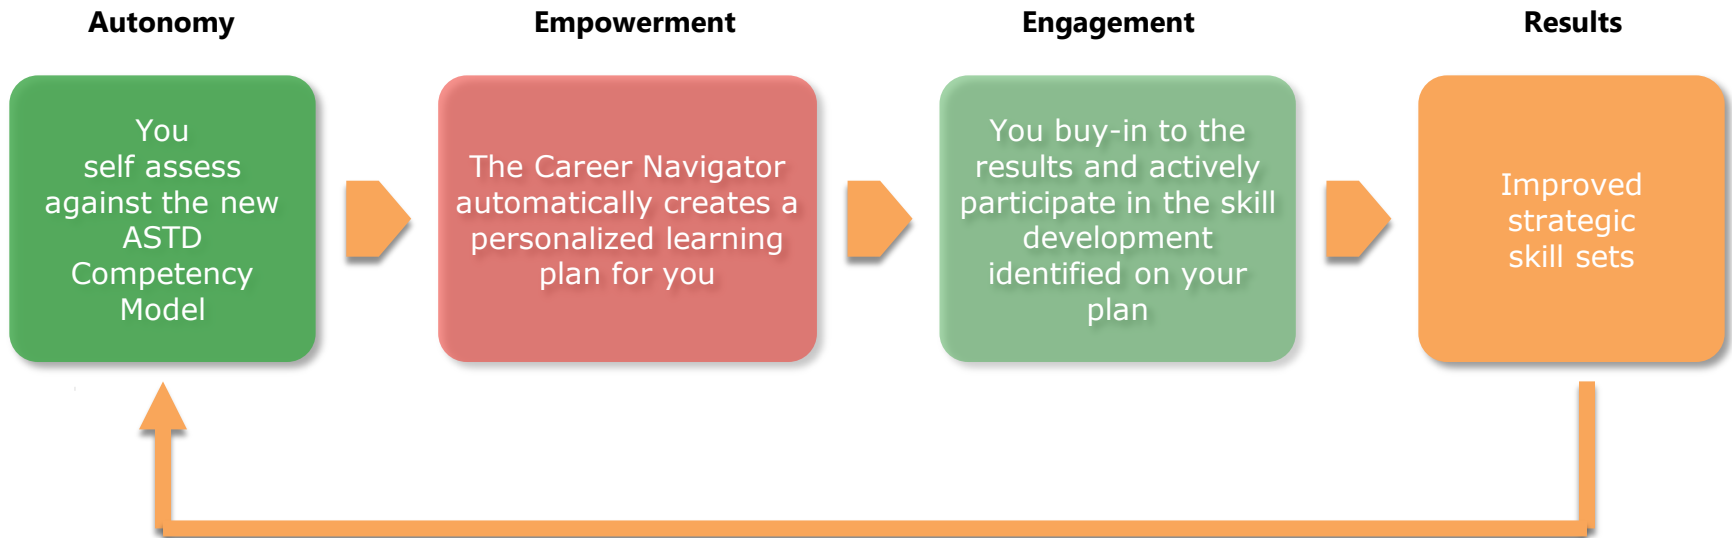 Autonomy
Empowerment
Engagement
Results
You
self assess
against the new
ASTD
Competency
Model
The Career Navigator
automatically creates a
personalized learning
plan for you
You buy-in to the
results and actively
participate in the skill
development
identified on your
plan
Improved
strategic
skill sets